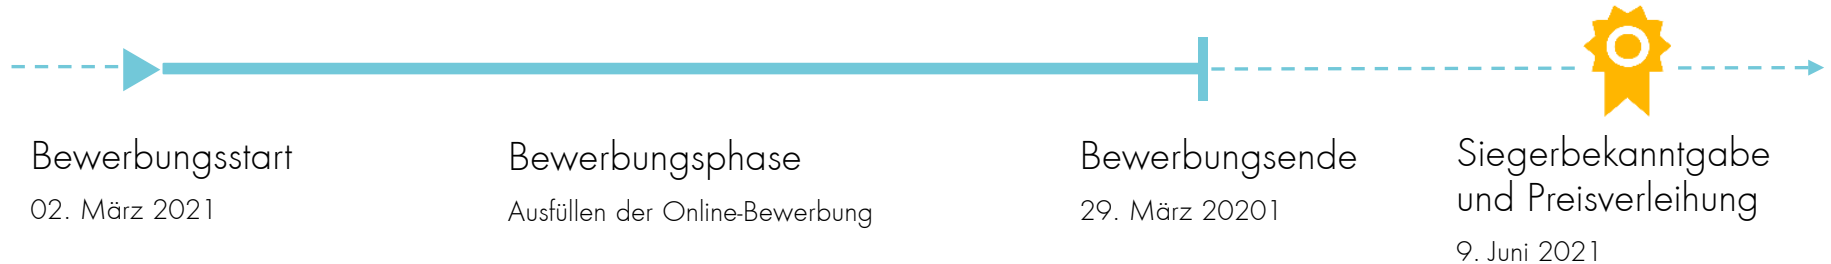 Bewerbungsstart
02. März 2021
Bewerbungsphase
Ausfüllen der Online-Bewerbung
Bewerbungsende
29. März 20201
Siegerbekanntgabe
und Preisverleihung
9. Juni 2021